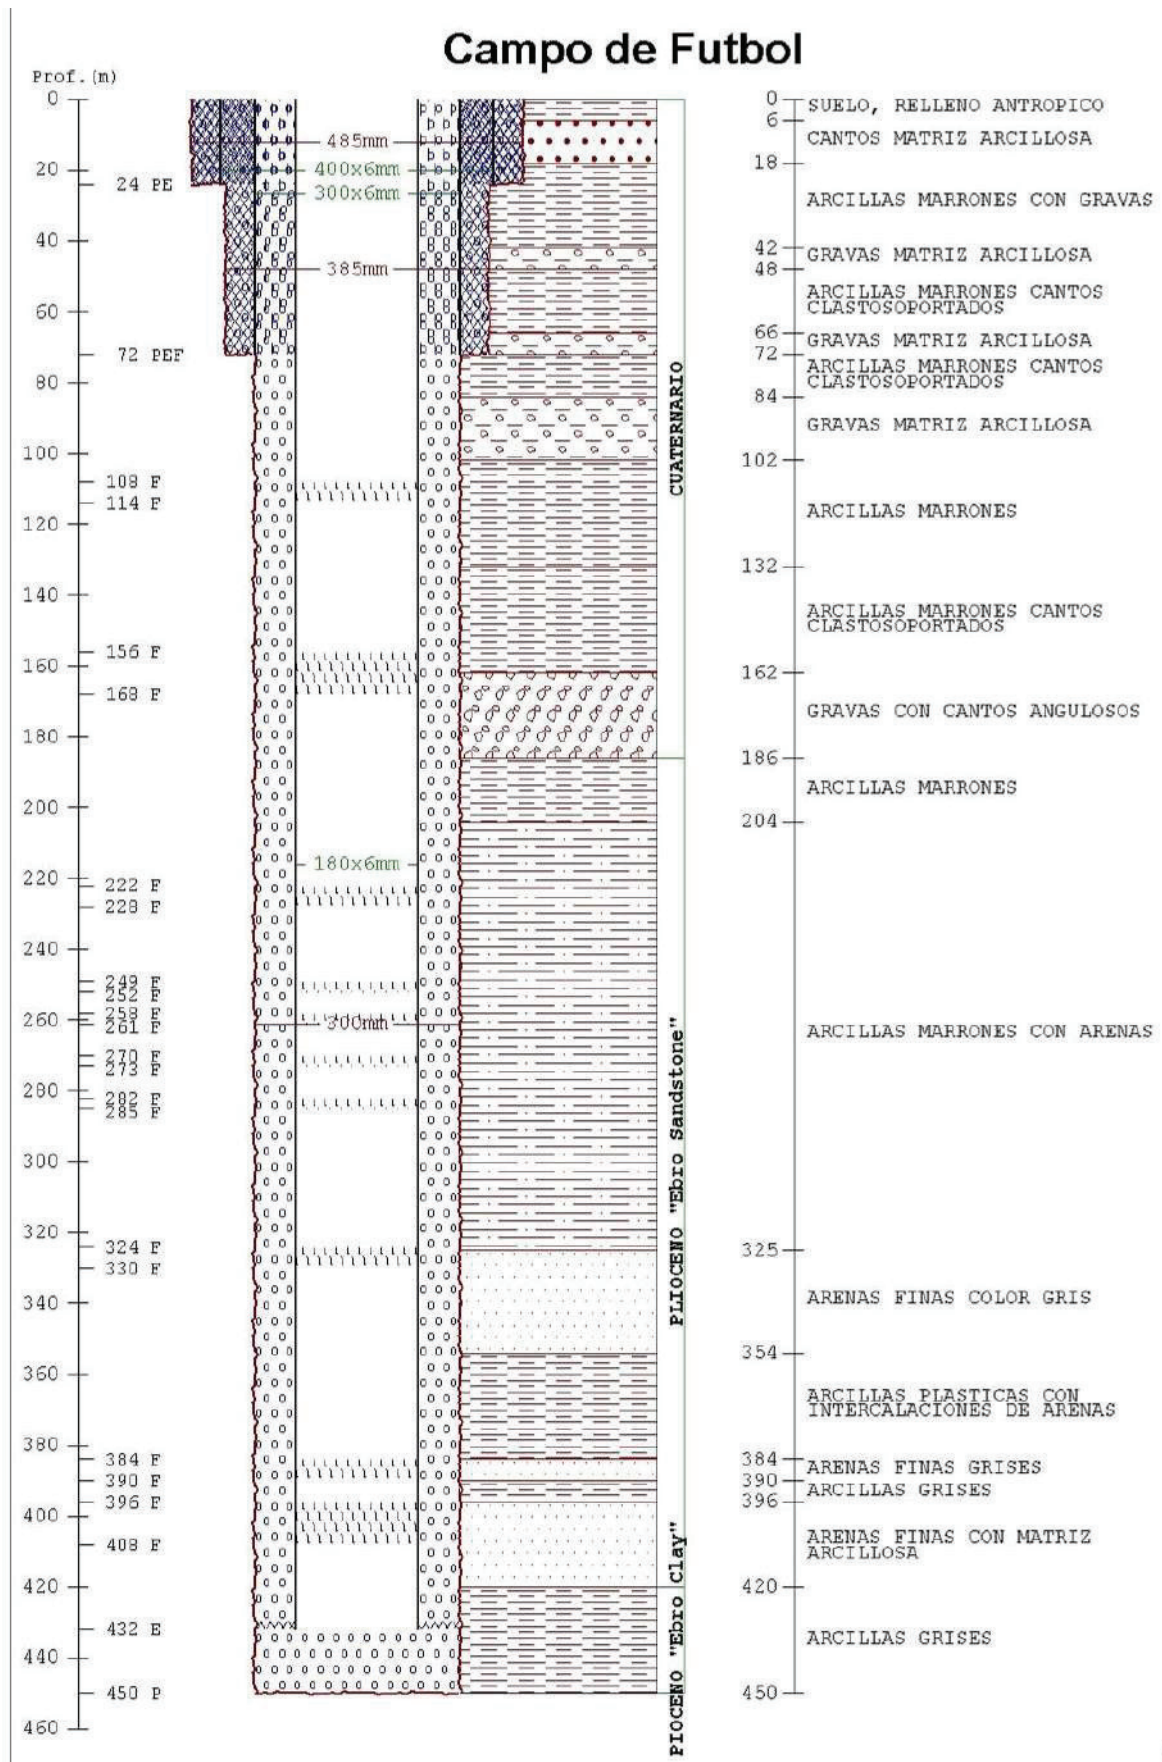 Campo de Futbol
Prof.(m)
0
20
24 PE
40
60
72 PEF
80
100
108 F
114 F
120
140
156 F
160
168 F
180
200
220
222 F
228 F
240
249 F
252 F
258 F
260
261 F
270 F
273 F
280
282 F
285 F
300
320
324 F
330 F
340
360
380
384 F
390 F
396 F
400
408 F
420
432 E
440
450 P
460
485mm
400x6mm
300x6mm
385mm
180x6mm
300mm
CUATERNARIO
PLIOCENO "Ebro Sandstone"
PIOCENO "Ebro Clay"
0
SUELO, RELLENO ANTROPICO
6
CANTOS MATRIZ ARCILLOSA
18
ARCILLAS MARRONES CON GRAVAS
42
GRAVAS MATRIZ ARCILLOSA
48
ARCILLAS MARRONES CANTOS
CLASTOSOPORTADOS
66
GRAVAS MATRIZ ARCILLOSA
72
ARCILLAS MARRONES CANTOS
CLASTOSOPORTADOS
84
GRAVAS MATRIZ ARCILLOSA
102
ARCILLAS MARRONES
132
ARCILLAS MARRONES CANTOS
CLASTOSOPORTADOS
162
GRAVAS CON CANTOS ANGULOSOS
186
ARCILLAS MARRONES
204
ARCILLAS MARRONES CON ARENAS
325
ARENAS FINAS COLOR GRIS
354
ARCILLAS PLASTICAS CON
INTERCALACIONES DE ARENAS
384
ARENAS FINAS GRISES
390
ARCILLAS GRISES
396
ARENAS FINAS CON MATRIZ
ARCILLOSA
420
ARCILLAS GRISES
450